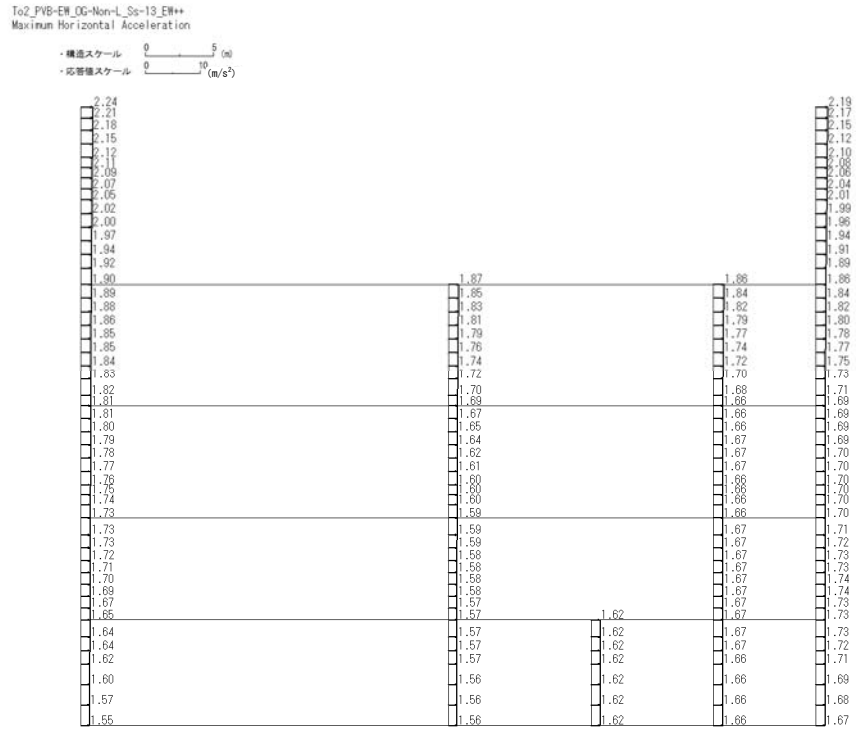 To2_PVB-EW_OG-Non-L_Ss-13_EW++
Maximum Horizontal Acceleration
・構造スケール 0 5 (m)
・応答値スケール 0 10 (m/s²)
2.24 2.19
2.21 2.17
2.18 2.15
2.15 2.12
2.12 2.10
2.11 2.08
2.09 2.06
2.07 2.04
2.05 2.01
2.02 1.99
2.00 1.96
1.97 1.94
1.94 1.91
1.92 1.89
1.90 1.87 1.86 1.86
1.89 1.85 1.84 1.84
1.88 1.83 1.82 1.82
1.86 1.81 1.79 1.80
1.85 1.79 1.77 1.78
1.85 1.76 1.74 1.77
1.84 1.74 1.72 1.75
1.83 1.72 1.70 1.73
1.82 1.70 1.68 1.71
1.81 1.69 1.66 1.69
1.81 1.67 1.66 1.69
1.80 1.65 1.66 1.69
1.79 1.64 1.67 1.69
1.78 1.62 1.67 1.70
1.77 1.61 1.67 1.70
1.76 1.60 1.66 1.70
1.75 1.60 1.66 1.70
1.74 1.60 1.66 1.70
1.73 1.59 1.66 1.70
1.73 1.59 1.67 1.71
1.73 1.59 1.67 1.72
1.72 1.58 1.67 1.73
1.71 1.58 1.67 1.73
1.70 1.58 1.67 1.74
1.69 1.58 1.67 1.74
1.67 1.57 1.67 1.73
1.65 1.57 1.62 1.67 1.73
1.64 1.57 1.62 1.67 1.73
1.64 1.57 1.62 1.67 1.72
1.62 1.57 1.62 1.66 1.71
1.60 1.56 1.62 1.66 1.69
1.57 1.56 1.62 1.66 1.68
1.55 1.56 1.62 1.66 1.67